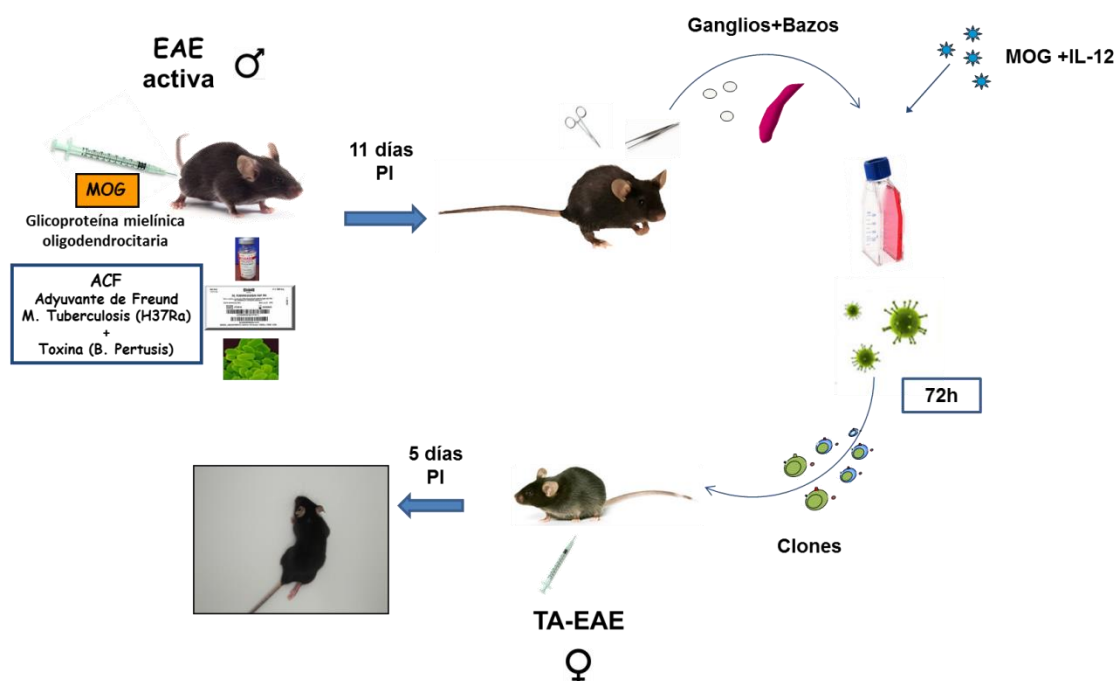 EAE
activa
♂
MOG
Glicoproteína mielínica
oligodendrocitaria
ACF
Adyuvante de Freund
M. Tuberculosis (H37Ra)
+
Toxina (B. Pertusis)
11 días
PI
Ganglios+Bazos
MOG +IL-12
72h
Clones
5 días
PI
TA-EAE
♀